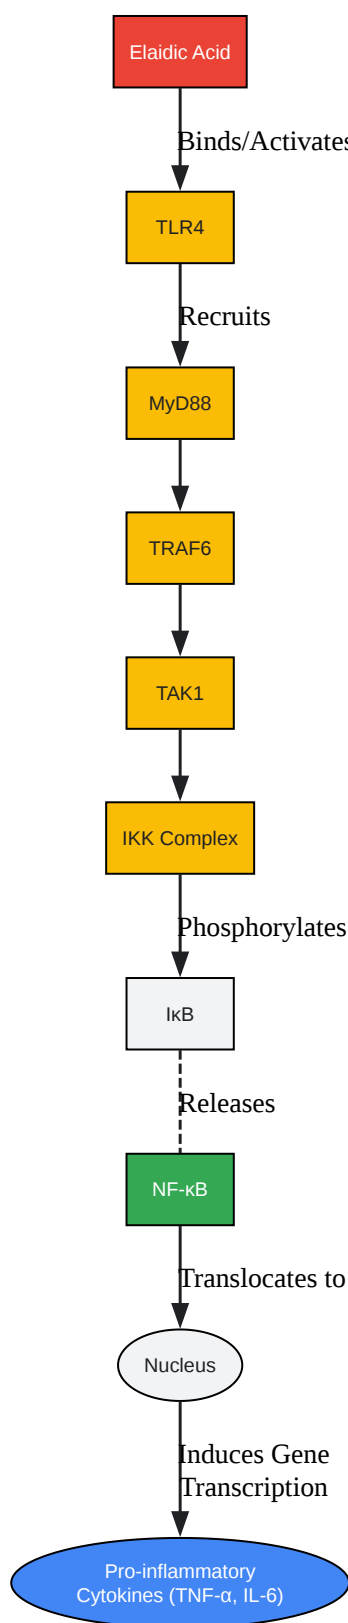 Elaidic Acid
Binds/Activates
TLR4
Recruits
MyD88
TRAF6
TAK1
IKK Complex
Phosphorylates
IκB
Releases
NF-κB
Translocates to
Nucleus
Induces Gene
Transcription
Pro-inflammatory
Cytokines (TNF-α, IL-6)